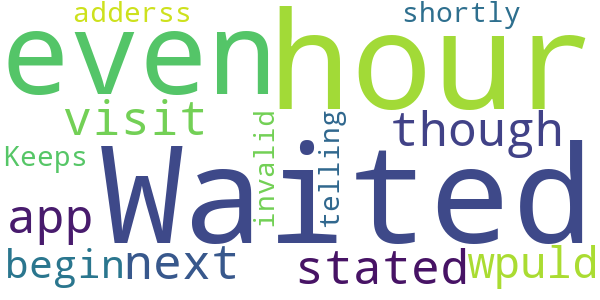 adderss shortly
even hour
visit though
Keeps invalid telling
Waited
app stated
begin next wpuld